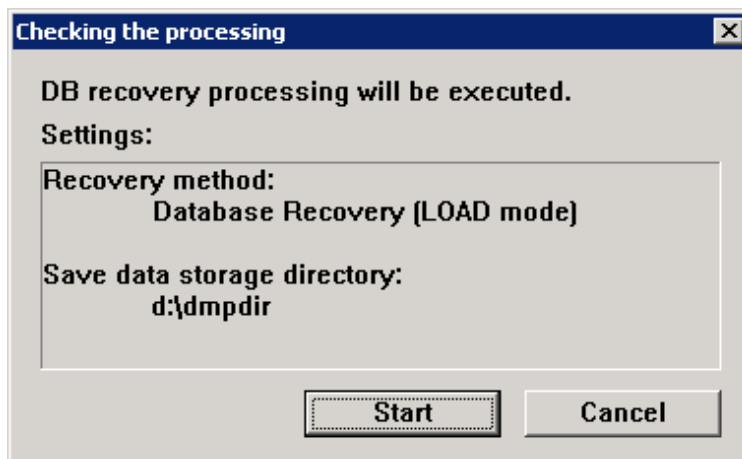 Checking the processing
DB recovery processing will be executed.
Settings:
Recovery method:
Database Recovery (LOAD mode)
Save data storage directory:
d:\dmpdir
Start
Cancel